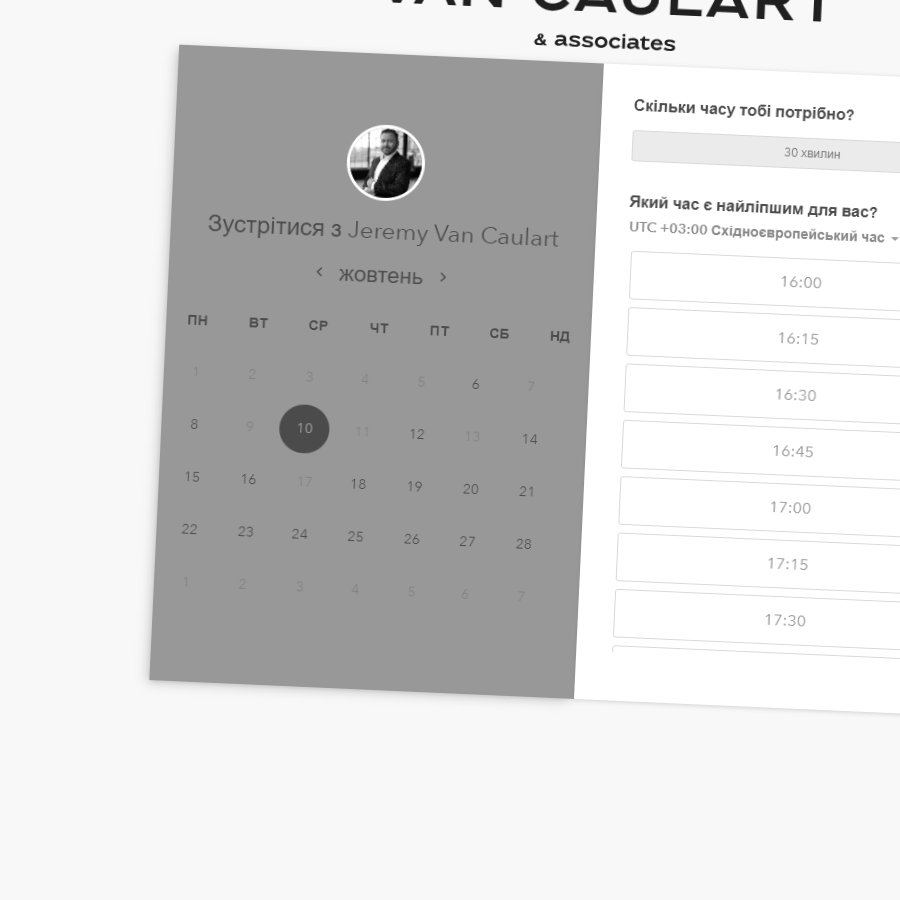 VAN CAULART
& associates
Зустрітися з Jeremy Van Caulart
жовтень
ПН ВТ СР ЧТ ПТ СБ НД
1 2 3 4 5 6 7
8 9 10 11 12 13 14
15 16 17 18 19 20 21
22 23 24 25 26 27 28
1 2 3 4 5 6 7
Скільки часу тобі потрібно?
30 хвилин
Який час є найліпшим для вас?
UTC +03:00 Східноєвропейський час
16:00
16:15
16:30
16:45
17:00
17:15
17:30